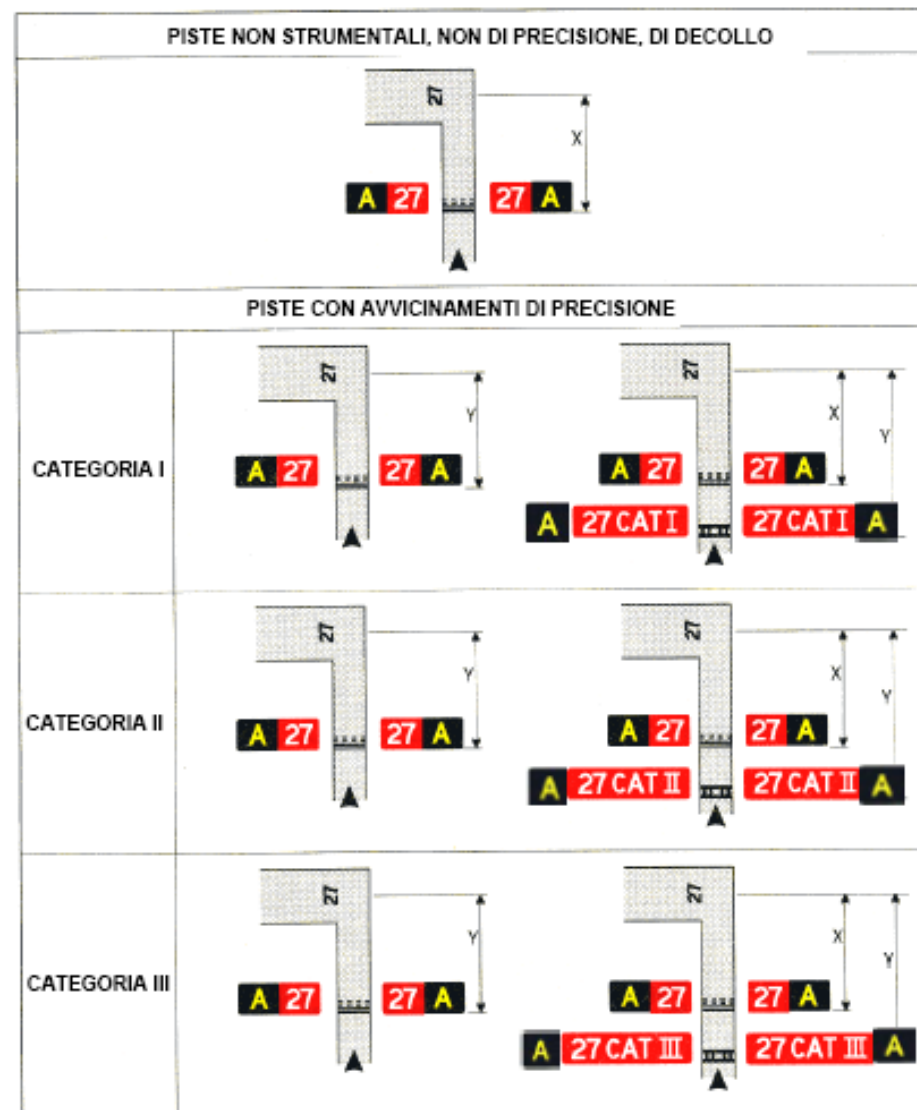 PISTE NON STRUMENTALI, NON DI PRECISIONE, DI DECOLLO
27
X
A 27 27 A
PISTE CON AVVICINAMENTI DI PRECISIONE
CATEGORIA I
27
Y
A 27 27 A
27
X
Y
A 27 27 A
A 27 CAT I 27 CAT I A
CATEGORIA II
27
Y
A 27 27 A
27
X
Y
A 27 27 A
A 27 CAT II 27 CAT II A
CATEGORIA III
27
Y
A 27 27 A
27
X
Y
A 27 27 A
A 27 CAT III 27 CAT III A